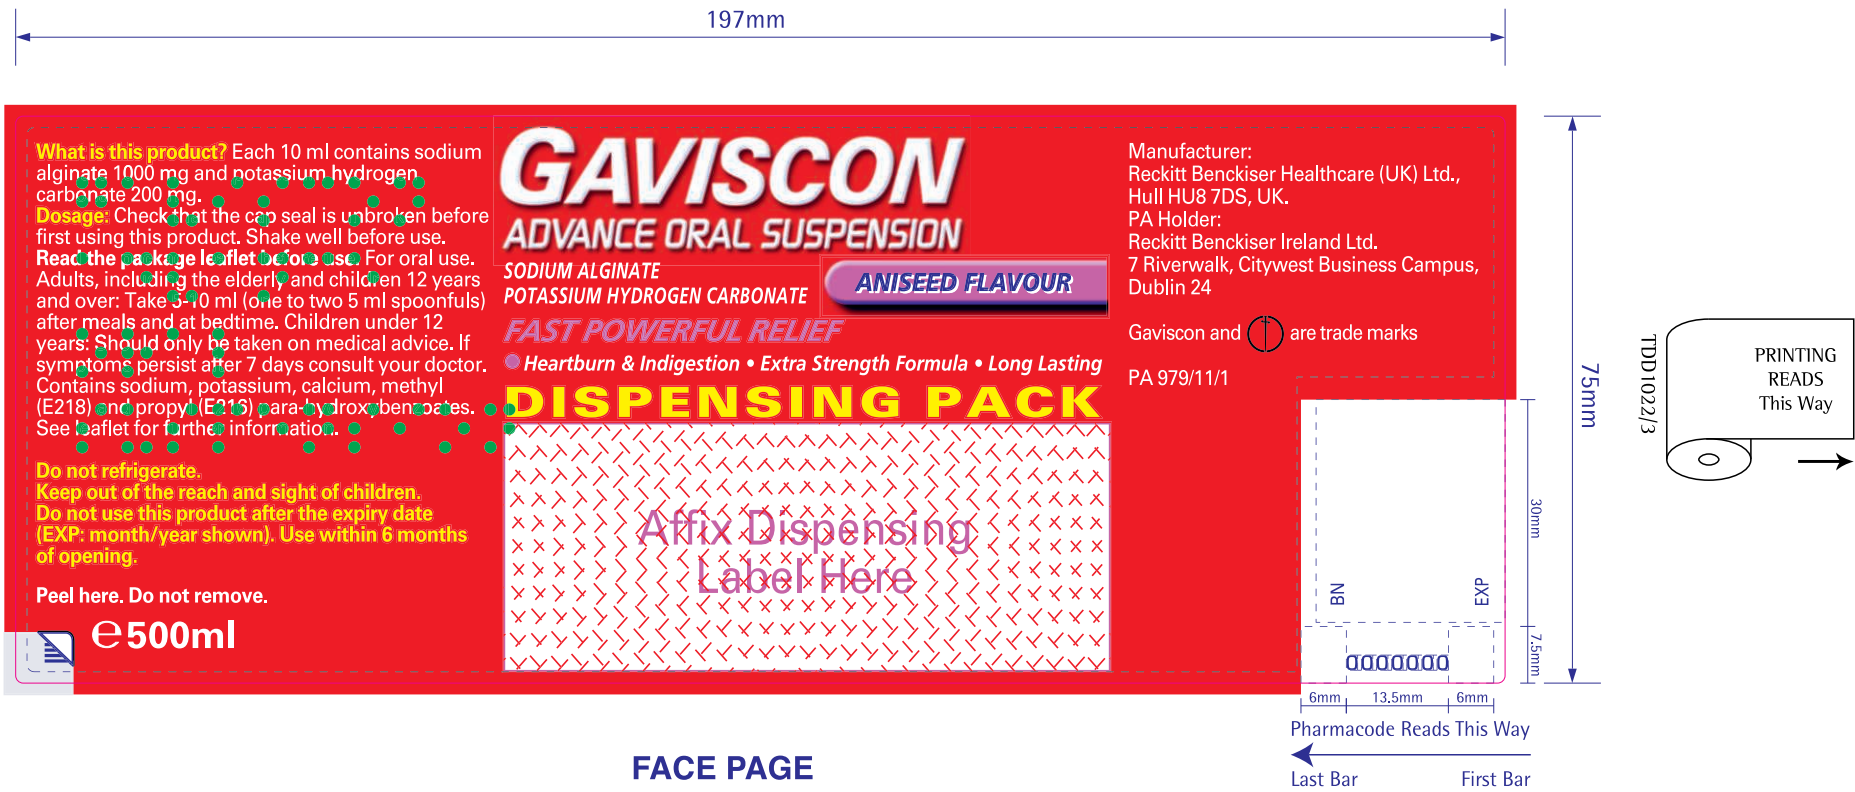 197mm
What is this product? Each 10 ml contains sodium
alginate 1000 mg and potassium hydrogen
carbonate 200 mg.
Dosage: Check that the cap seal is unbroken before
first using this product. Shake well before use.
Read the package leaflet before use. For oral use.
Adults, including the elderly and children 12 years
and over: Take 5-10 ml (one to two 5 ml spoonfuls)
after meals and at bedtime. Children under 12
years: Should only be taken on medical advice. If
symptoms persist after 7 days consult your doctor.
Contains sodium, potassium, calcium, methyl
(E218) and propyl (E216) para-hydroxybenzoates.
See leaflet for further information.
Do not refrigerate.
Keep out of the reach and sight of children.
Do not use this product after the expiry date
(EXP: month/year shown). Use within 6 months
of opening.
Peel here. Do not remove.
℮500ml
GAVISCON
ADVANCE ORAL SUSPENSION
SODIUM ALGINATE
POTASSIUM HYDROGEN CARBONATE
ANISEED FLAVOUR
FAST POWERFUL RELIEF
Heartburn & Indigestion • Extra Strength Formula • Long Lasting
DISPENSING PACK
Affix Dispensing
Label Here
Manufacturer:
Reckitt Benckiser Healthcare (UK) Ltd.,
Hull HU8 7DS, UK.
PA Holder:
Reckitt Benckiser Ireland Ltd.
7 Riverwalk, Citywest Business Campus,
Dublin 24
Gaviscon and are trade marks
PA 979/11/1
BN
EXP
0000000
30mm
7.5mm
75mm
6mm 13.5mm 6mm
Pharmacode Reads This Way
Last Bar First Bar
TDD1022/3
PRINTING
READS
This Way
FACE PAGE